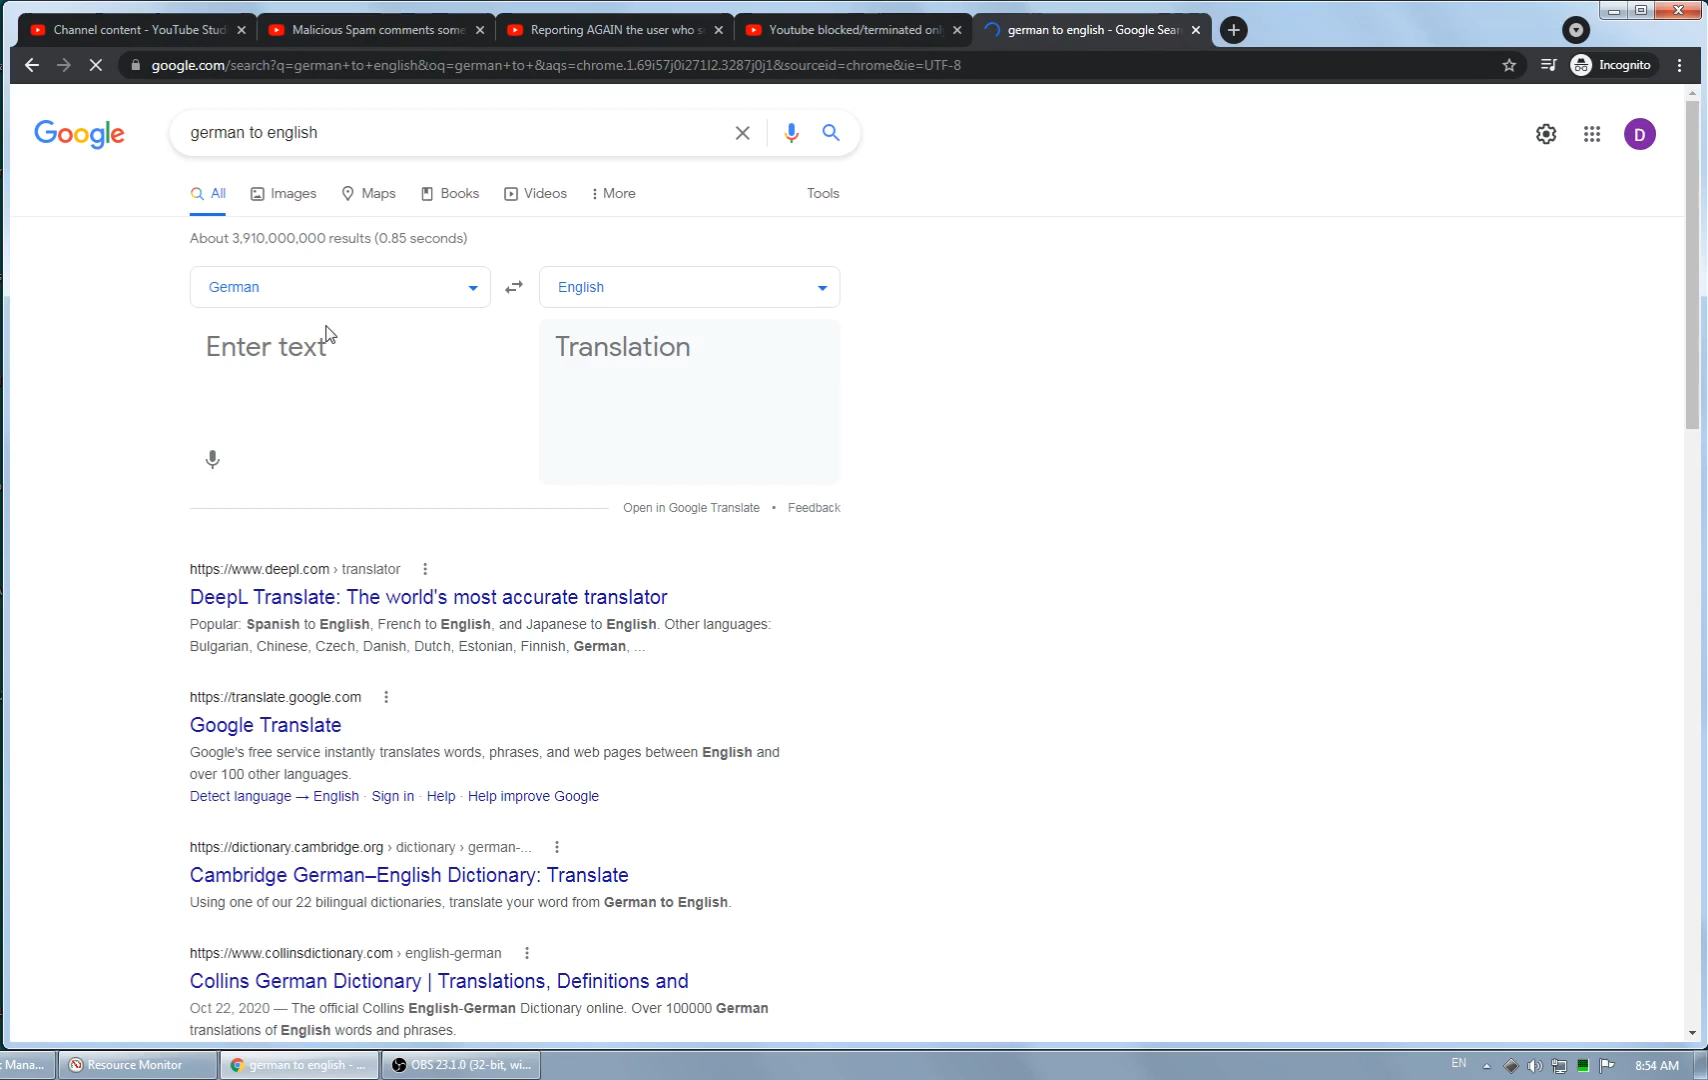 Channel content - YouTube Stud
Malicious Spam comments some
Reporting AGAIN the user who s
Youtube blocked/terminated onl
german to english - Google Sear
google.com/search?q=german+to+english&oq=german+to+&aqs=chrome.1.69i57j0i271l2.3287j0j1&sourceid=chrome&ie=UTF-8
Incognito
Google
german to english
D
All
Images
Maps
Books
Videos
More
Tools
About 3,910,000,000 results (0.85 seconds)
German
English
Enter text
Translation
Open in Google Translate • Feedback
https://www.deepl.com › translator
DeepL Translate: The world's most accurate translator
Popular: Spanish to English, French to English, and Japanese to English. Other languages:
Bulgarian, Chinese, Czech, Danish, Dutch, Estonian, Finnish, German, ...
https://translate.google.com
Google Translate
Google's free service instantly translates words, phrases, and web pages between English and
over 100 other languages.
Detect language → English · Sign in · Help · Help improve Google
https://dictionary.cambridge.org › dictionary › german-...
Cambridge German–English Dictionary: Translate
Using one of our 22 bilingual dictionaries, translate your word from German to English.
https://www.collinsdictionary.com › english-german
Collins German Dictionary | Translations, Definitions and
Oct 22, 2020 — The official Collins English-German Dictionary online. Over 100000 German
translations of English words and phrases.
Mana...
Resource Monitor
german to english - ...
OBS 23.1.0 (32-bit, wi...
EN
8:54 AM